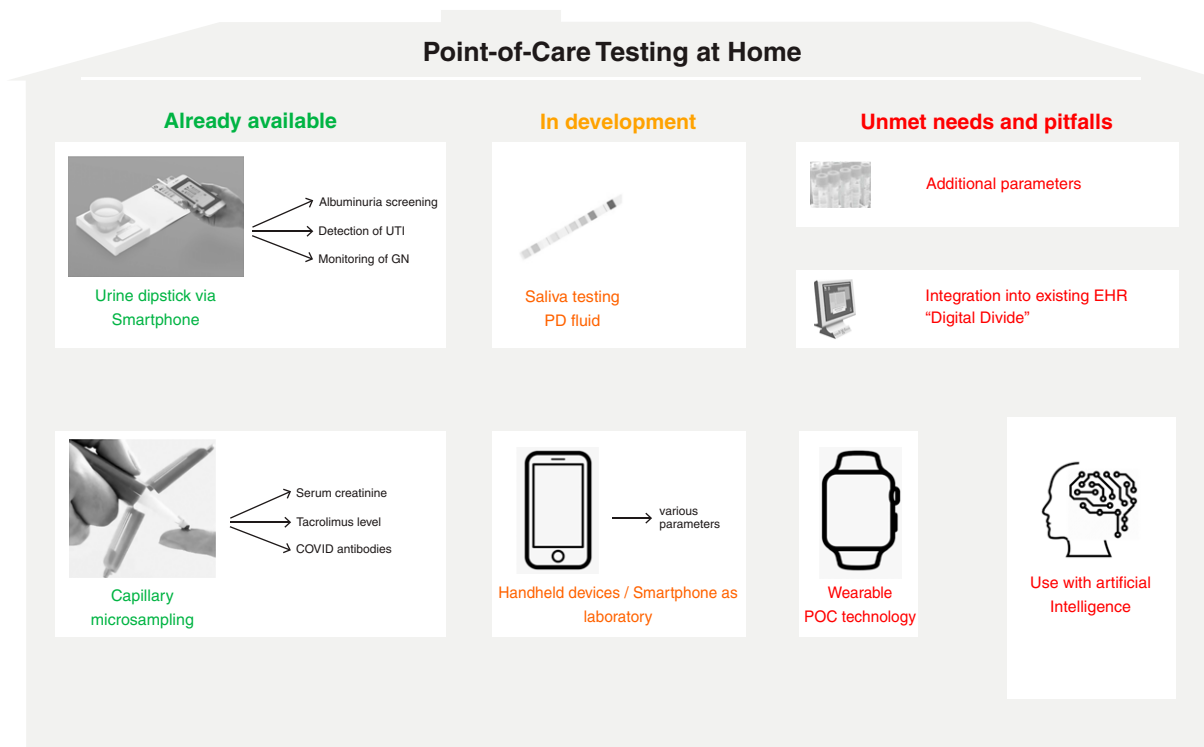 Point-of-Care Testing at Home
Already available
Albuminuria screening
Detection of UTI
Monitoring of GN
Urine dipstick via
Smartphone
Serum creatinine
Tacrolimus level
COVID antibodies
Capillary
microsampling
In development
Saliva testing
PD fluid
various
parameters
Handheld devices / Smartphone as
laboratory
Unmet needs and pitfalls
Additional parameters
Integration into existing EHR
“Digital Divide”
Wearable
POC technology
Use with artificial
Intelligence